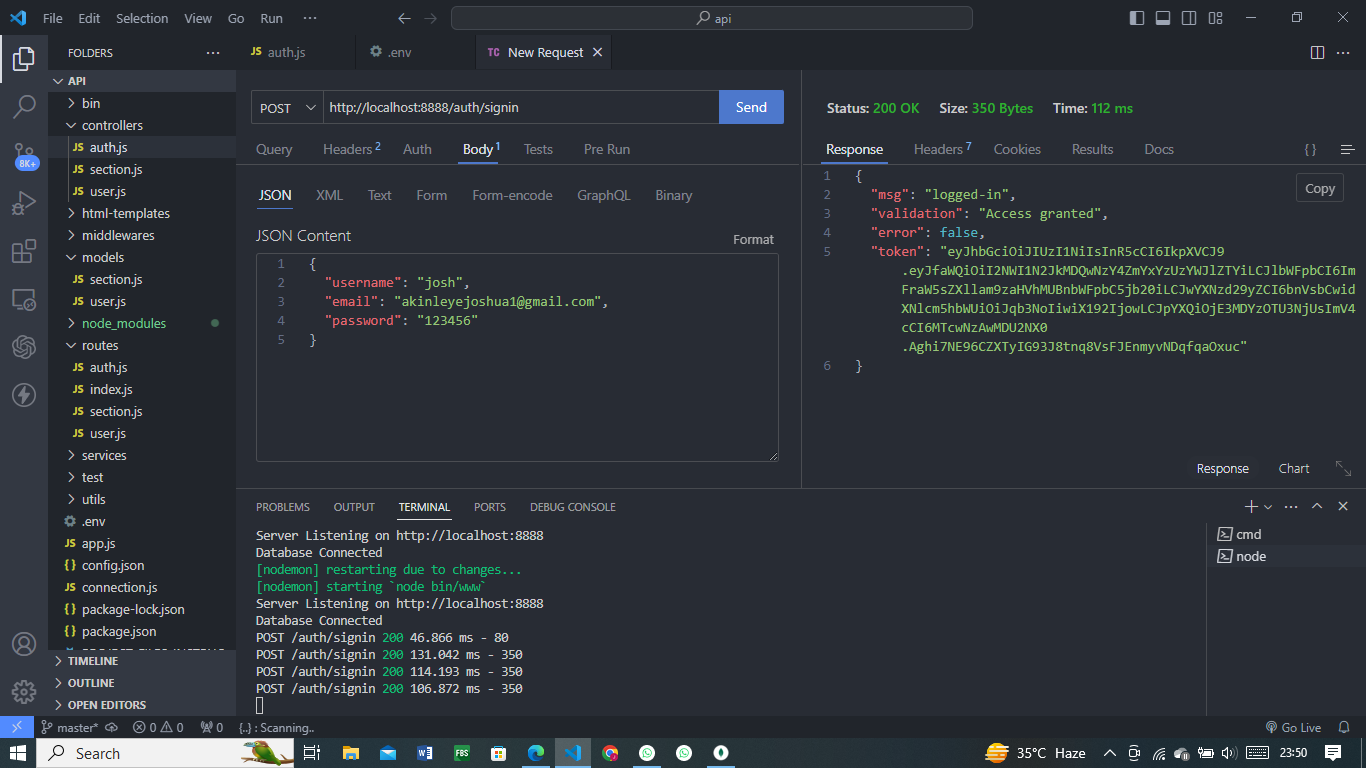 File Edit Selection View Go Run ··· api
FOLDERS ···
JS auth.js
.env
TC New Request
API
bin
controllers
JS auth.js
JS section.js
JS user.js
html-templates
middlewares
models
JS section.js
JS user.js
node_modules
routes
JS auth.js
JS index.js
JS section.js
JS user.js
services
test
utils
.env
JS app.js
{} config.json
JS connection.js
{} package-lock.json
{} package.json
TIMELINE
OUTLINE
OPEN EDITORS
8K+
POST http://localhost:8888/auth/signin Send
Query Headers 2 Auth Body 1 Tests Pre Run
JSON XML Text Form Form-encode GraphQL Binary
JSON Content
Format
1 {
2 "username": "josh",
3 "email": "akinleyejoshua1@gmail.com",
4 "password": "123456"
5 }
Status: 200 OK Size: 350 Bytes Time: 112 ms
Response Headers 7 Cookies Results Docs {}
Copy
1 {
2 "msg": "logged-in",
3 "validation": "Access granted",
4 "error": false,
5 "token": "eyJhbGciOiJIUzI1NiIsInR5cCI6IkpXVCJ9
.eyJfaWQiOiI2NWI1N2JkMDQwNzY4ZmYxYzUzYWJlZTYiLCJlbWFpbCI6Im
FraW5sZXllam9zaHVhMUBnbWFpbC5jb20iLCJwYXNzd29yZCI6bnVsbCwid
XNlcm5hbWUiOiJqb3NoIiwiX192IjowLCJpYXQiOjE3MDYzOTU3NjUsImV4
cCI6MTcwNzAwMDU2NX0
.Aghi7NE96CZXTyIG93J8tnq8VsFJEnmyvNDqfqaOxuc"
6 }
Response Chart
PROBLEMS OUTPUT TERMINAL PORTS DEBUG CONSOLE
Server Listening on http://localhost:8888
Database Connected
[nodemon] restarting due to changes...
[nodemon] starting `node bin/www`
Server Listening on http://localhost:8888
Database Connected
POST /auth/signin 200 46.866 ms - 80
POST /auth/signin 200 131.042 ms - 350
POST /auth/signin 200 114.193 ms - 350
POST /auth/signin 200 106.872 ms - 350
cmd
node
master* 0 0 0 {..} : Scanning.. Go Live
Search W FBS 35°C Haze 23:50